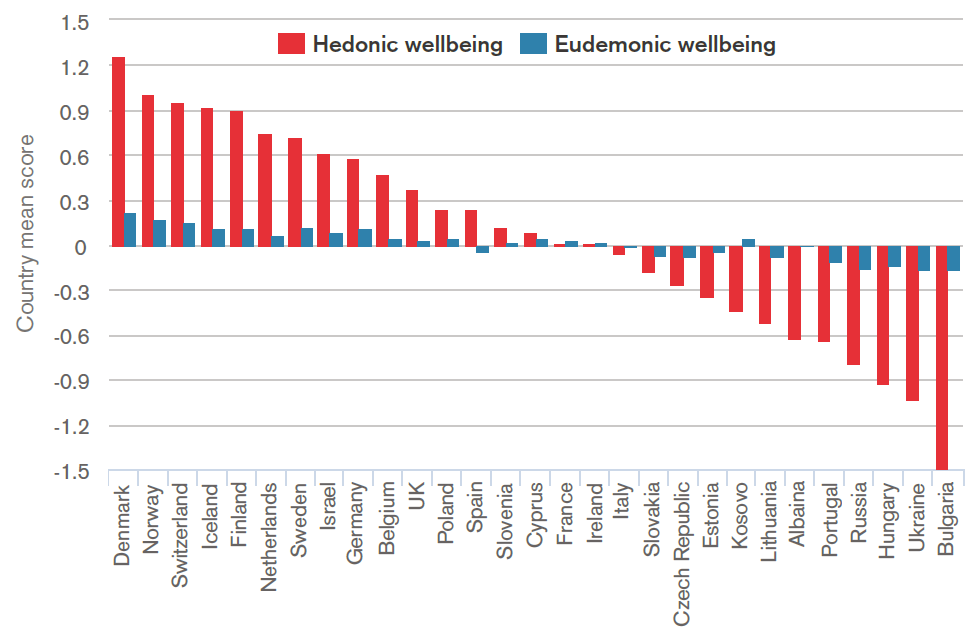 1.5
Hedonic wellbeing
Eudemonic wellbeing
1.2
0.9
0.6
0.3
0
-0.3
-0.6
-0.9
-1.2
-1.5
Country mean score
Denmark
Norway
Switzerland
Iceland
Finland
Netherlands
Sweden
Israel
Germany
Belgium
UK
Poland
Spain
Slovenia
Cyprus
France
Ireland
Italy
Slovakia
Czech Republic
Estonia
Kosovo
Lithuania
Albaina
Portugal
Russia
Hungary
Ukraine
Bulgaria